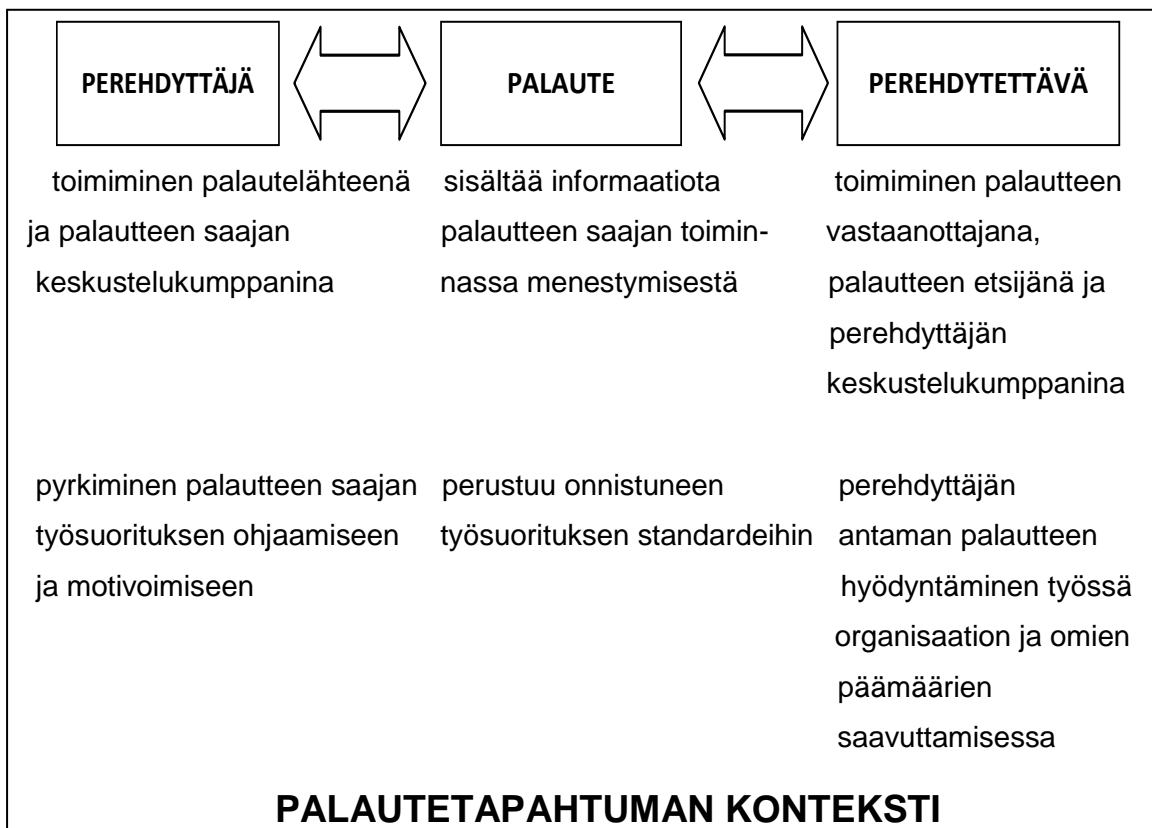 PEREHDYTTÄJÄ
PALAUTE
PEREHDYTETTÄVÄ
toimiminen palautelähteenä
ja palautteen saajan
keskustelukumppanina
sisältää informaatiota
palautteen saajan toimin-
nassa menestymisestä
toimiminen palautteen
vastaanottajana,
palautteen etsijänä ja
perehdyttäjän
keskustelukumppanina
pyrkiminen palautteen saajan
työsuorituksen ohjaamiseen
ja motivoimiseen
perustuu onnistuneen
työsuorituksen standardeihin
perehdyttäjän
antaman palautteen
hyödyntäminen työssä
organisaation ja omien
päämäärien
saavuttamisessa
PALAUTETAPAHTUMAN KONTEKSTI